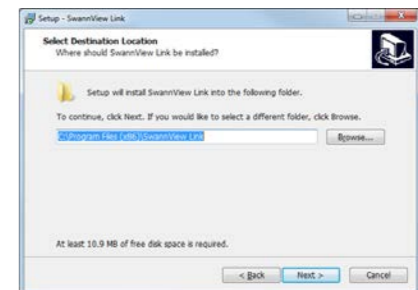 Setup - SwannView Link
Select Destination Location
Where should SwannView Link be installed?
Setup will install SwannView Link into the following folder.
To continue, click Next. If you would like to select a different folder, click Browse.
C:\Program Files (x86)\SwannView Link
Browse...
At least 10.9 MB of free disk space is required.
< Back
Next >
Cancel